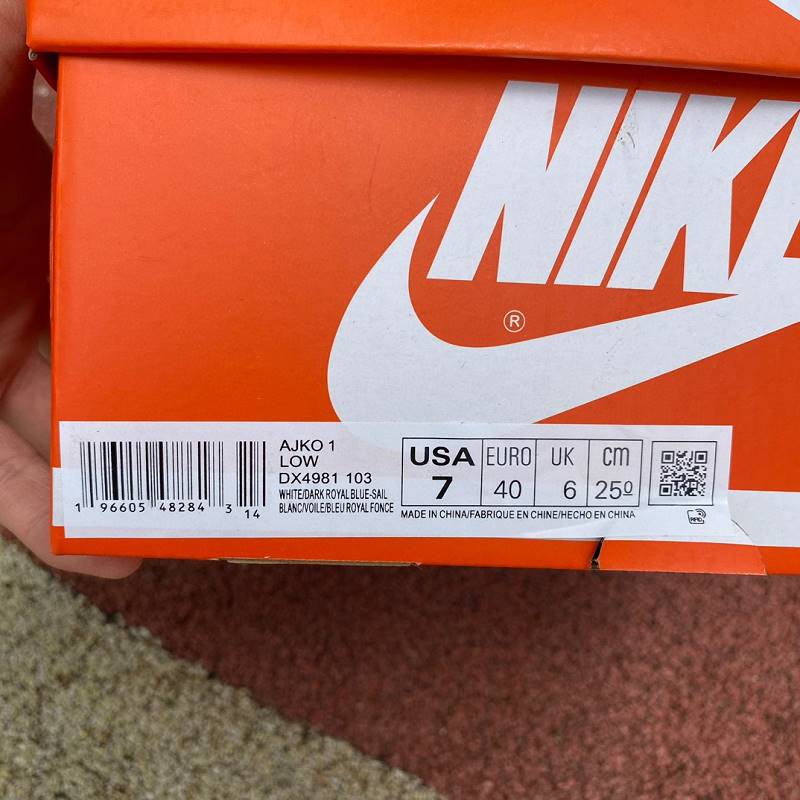 NIKE
®
AJKO 1
LOW
DX4981 103
WHITE/DARK ROYAL BLUE-SAIL
BLANC/VOILE/BLEU ROYAL FONCE
1 96605 48284 3 14
USA EURO UK cm
7 40 6 25º
MADE IN CHINA/FABRIQUE EN CHINE/HECHO EN CHINA
RFID